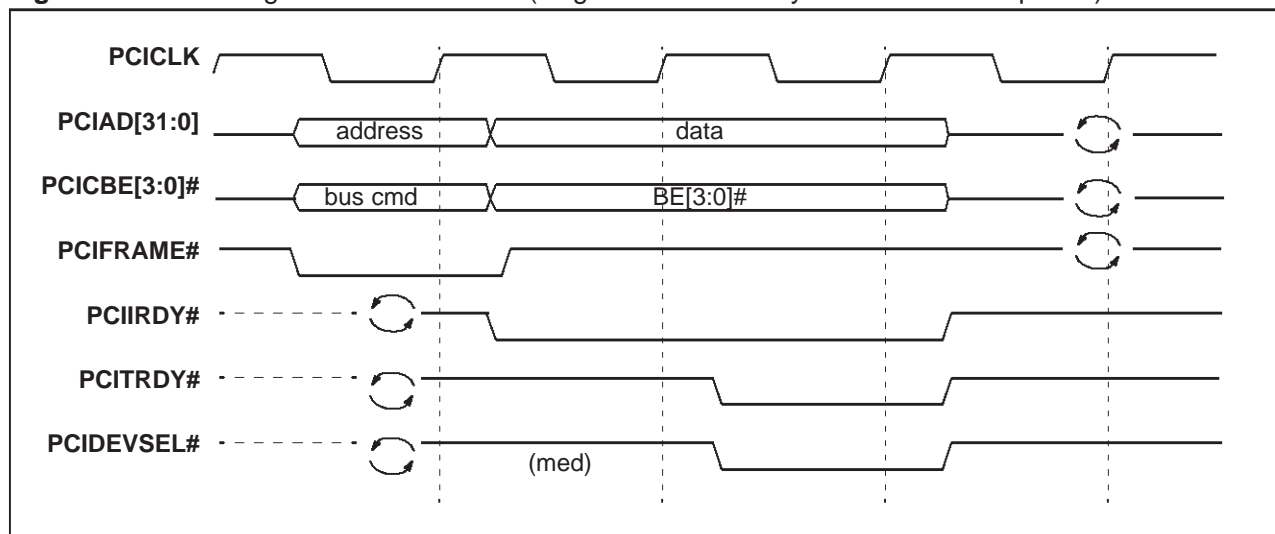 PCICLK
PCIAD[31:0] address data
PCICBE[3:0]# bus cmd BE[3:0]#
PCIFRAME#
PCIIRDY#
PCITRDY#
PCIDEVSEL# (med)